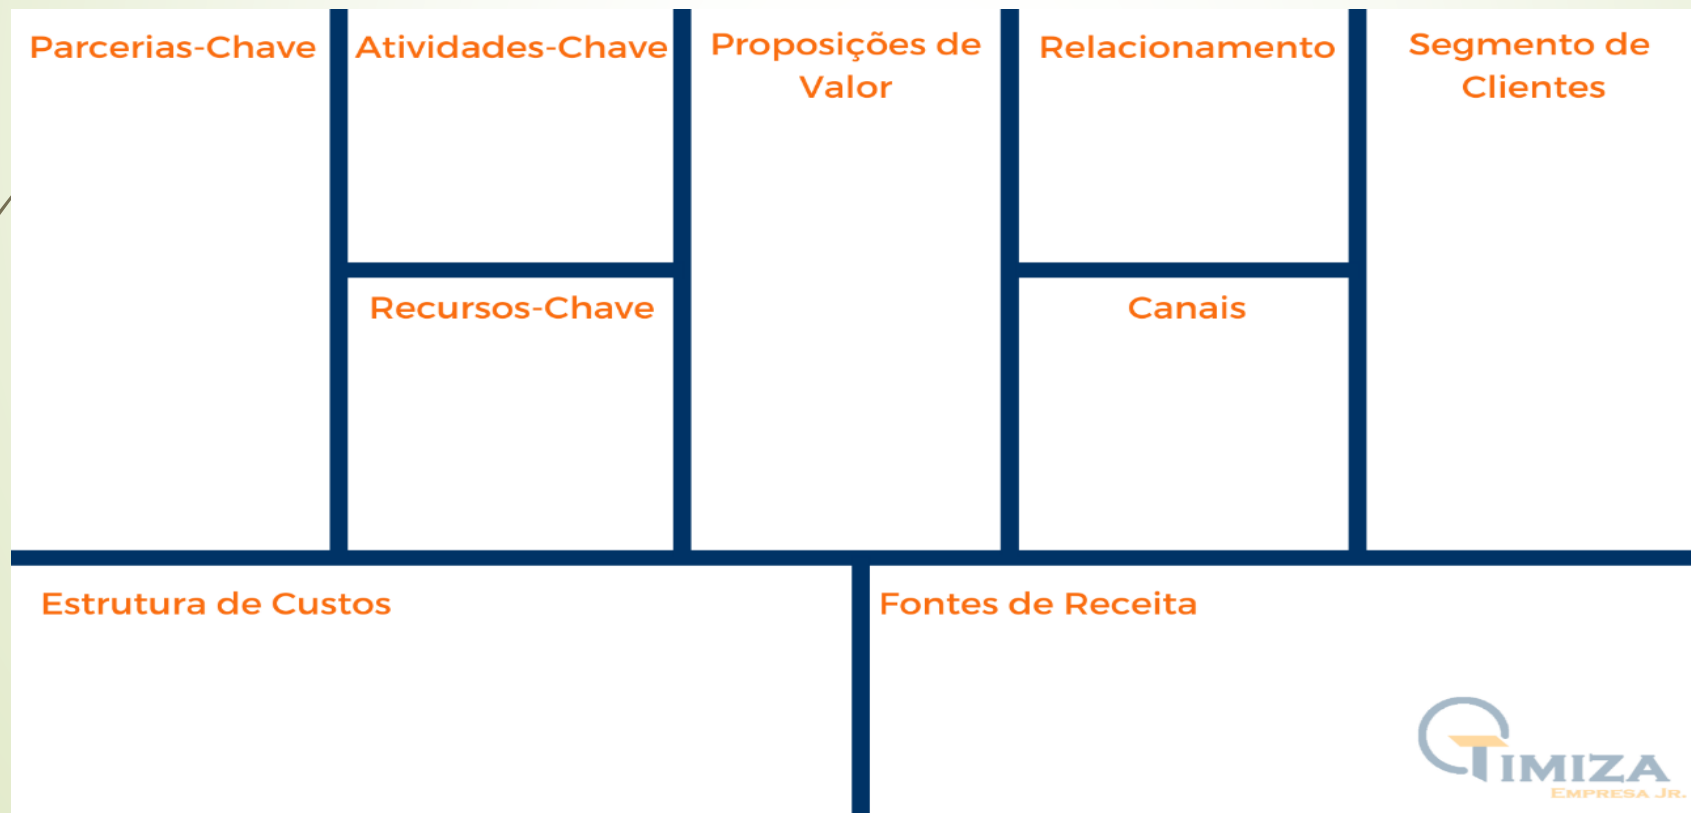 Parcerias-Chave
Atividades-Chave
Proposições de
Valor
Relacionamento
Segmento de
Clientes
Recursos-Chave
Canais
Estrutura de Custos
Fontes de Receita
OTIMIZA
EMPRESA JR.